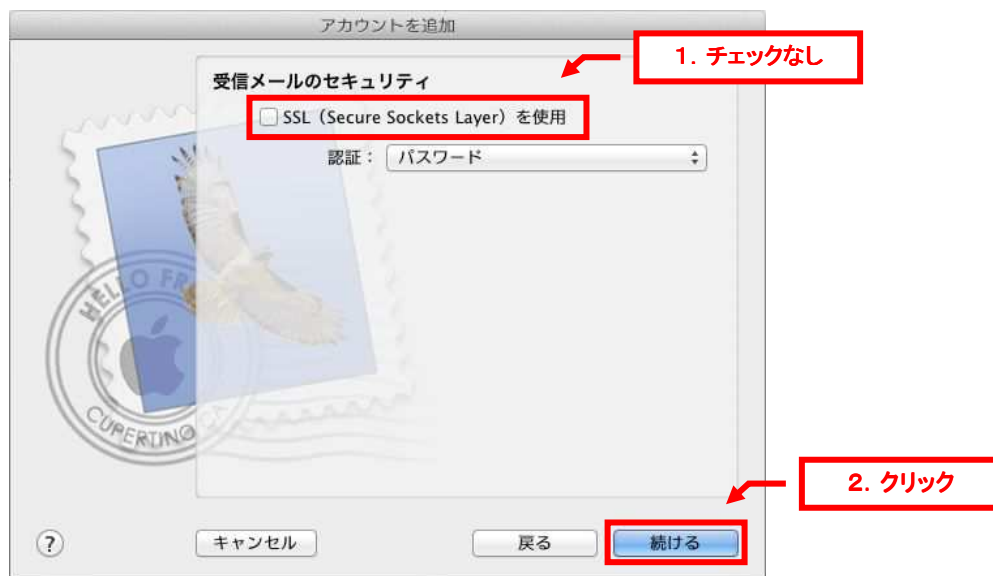 アカウントを追加
1. チェックなし
受信メールのセキュリティ
SSL（Secure Sockets Layer）を使用
認証： パスワード
HELLO FR
CUPERTINO CA
2. クリック
? キャンセル 戻る 続ける